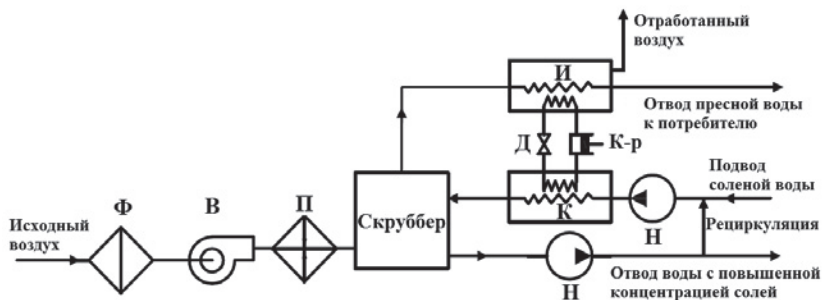 Отработанный
воздух
И
Отвод пресной воды
к потребителю
Д
К-р
Подвод
соленой воды
Ф
В
П
Скруббер
К
Н
Рециркуляция
Исходный
воздух
Н
Отвод воды с повышенной
концентрацией солей